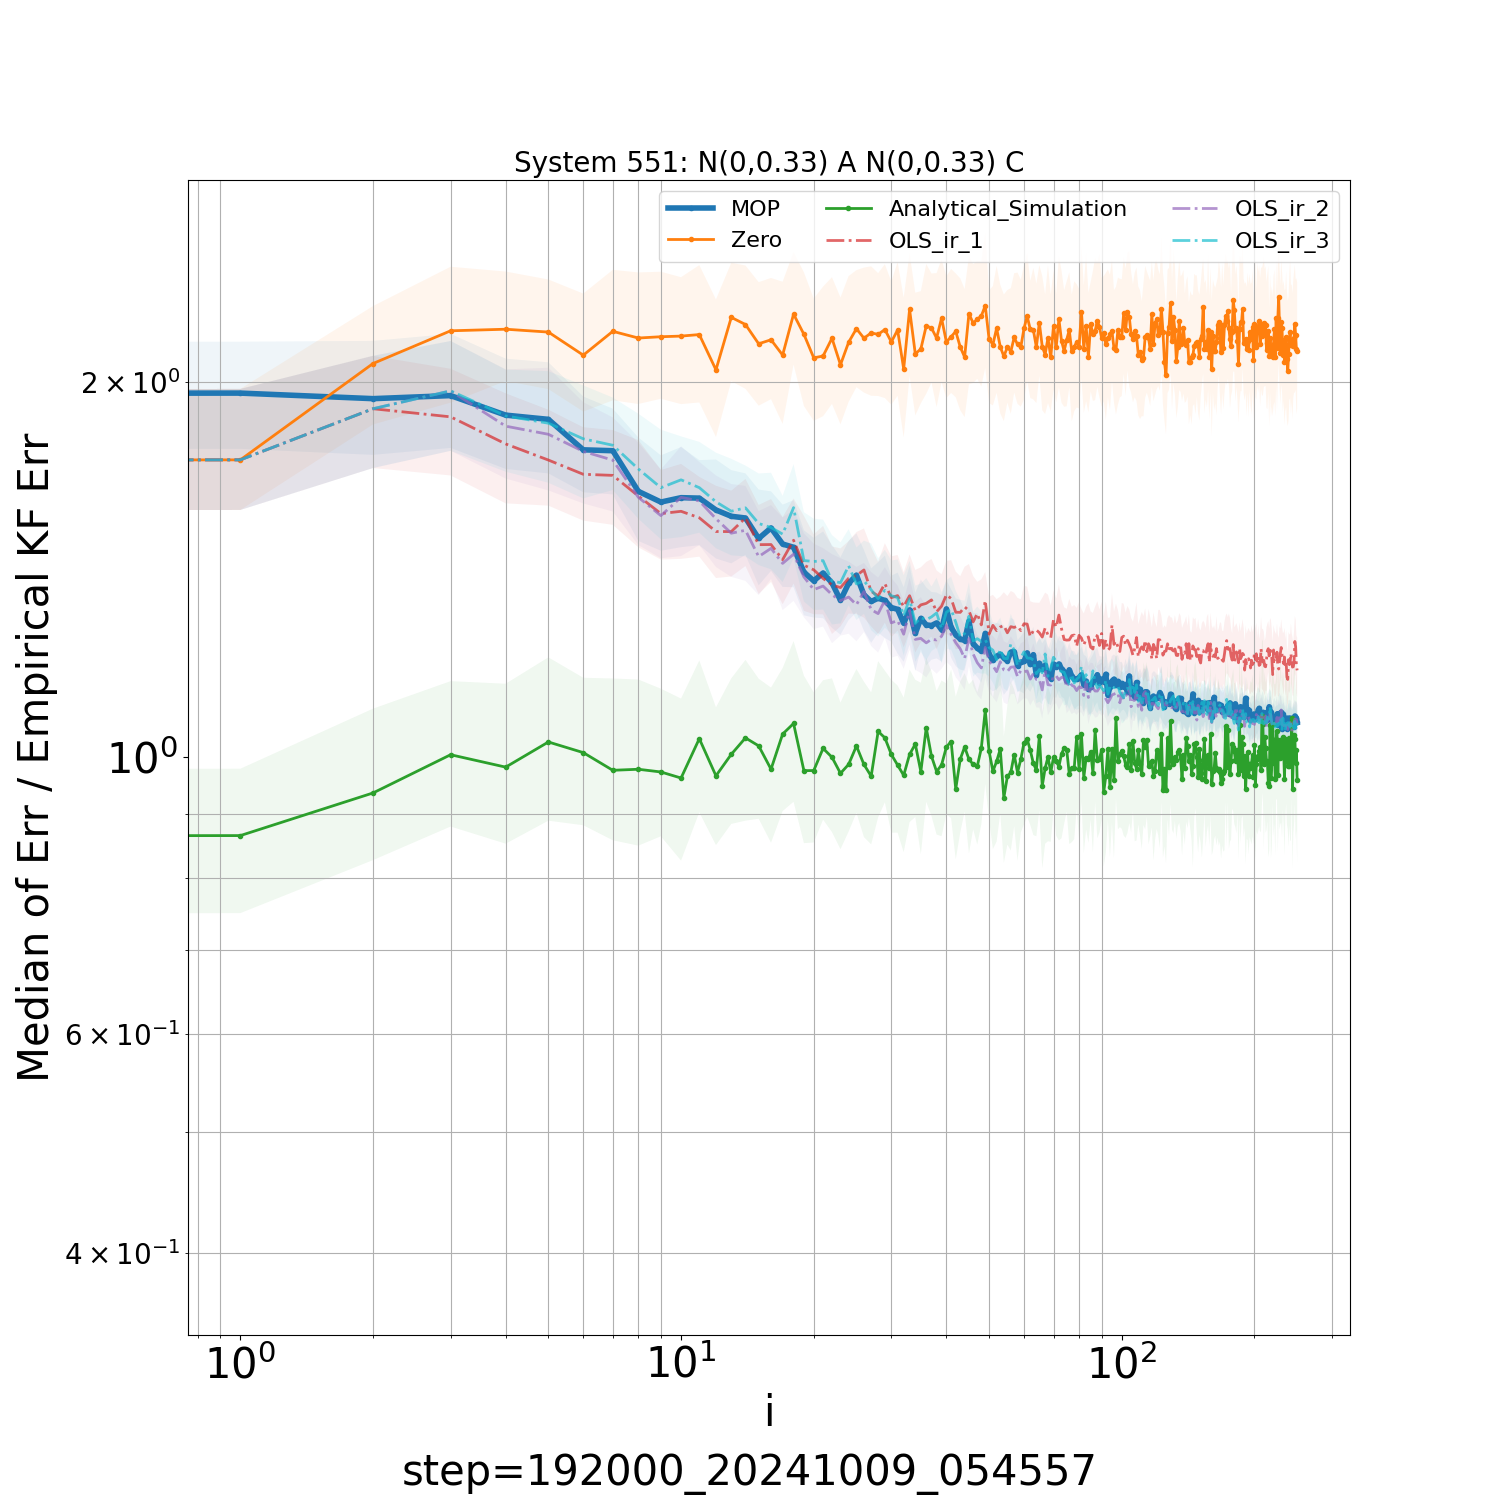 System 551: N(0,0.33) A N(0,0.33) C
MOP
Zero
Analytical_Simulation
OLS_ir_1
OLS_ir_2
OLS_ir_3
Median of Err / Empirical KF Err
2 × 10⁰
10⁰
6 × 10⁻¹
4 × 10⁻¹
10⁰ 10¹ 10²
i
step=192000_20241009_054557